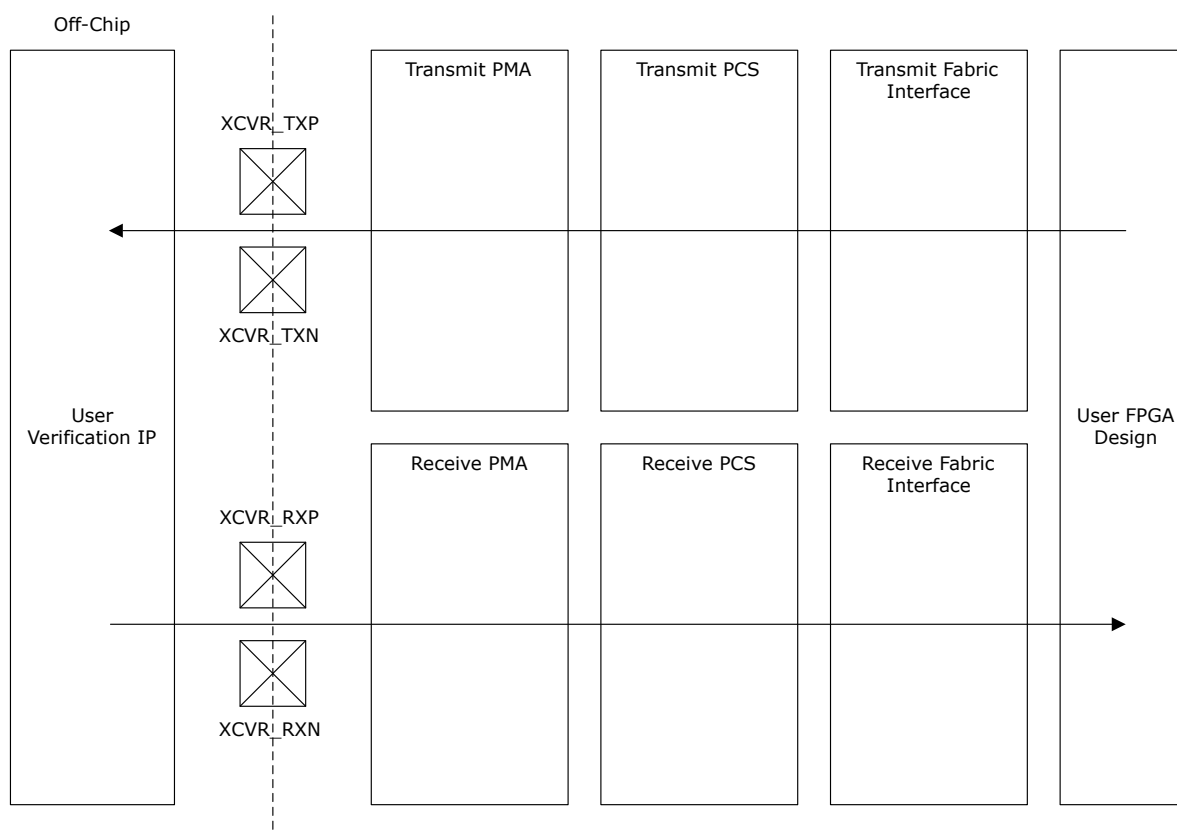 Off-Chip
Transmit PMA
Transmit PCS
Transmit Fabric
Interface
XCVR_TXP
XCVR_TXN
User
Verification IP
User FPGA
Design
Receive PMA
Receive PCS
Receive Fabric
Interface
XCVR_RXP
XCVR_RXN